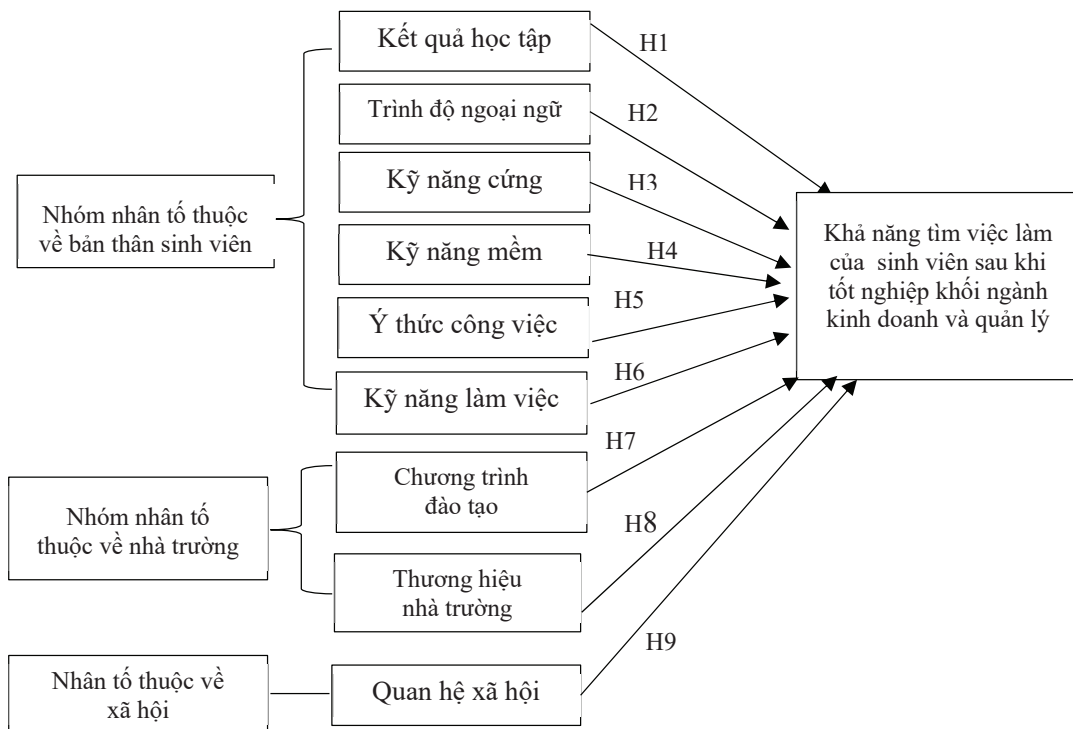 Kết quả học tập
H1
Trình độ ngoại ngữ
H2
Kỹ năng cứng
H3
Nhóm nhân tố thuộc
về bản thân sinh viên
Kỹ năng mềm
H4
Khả năng tìm việc làm
của sinh viên sau khi
tốt nghiệp khối ngành
kinh doanh và quản lý
Ý thức công việc
H5
Kỹ năng làm việc
H6
Chương trình
đào tạo
H7
Nhóm nhân tố
thuộc về nhà trường
Thương hiệu
nhà trường
H8
Nhân tố thuộc về
xã hội
Quan hệ xã hội
H9